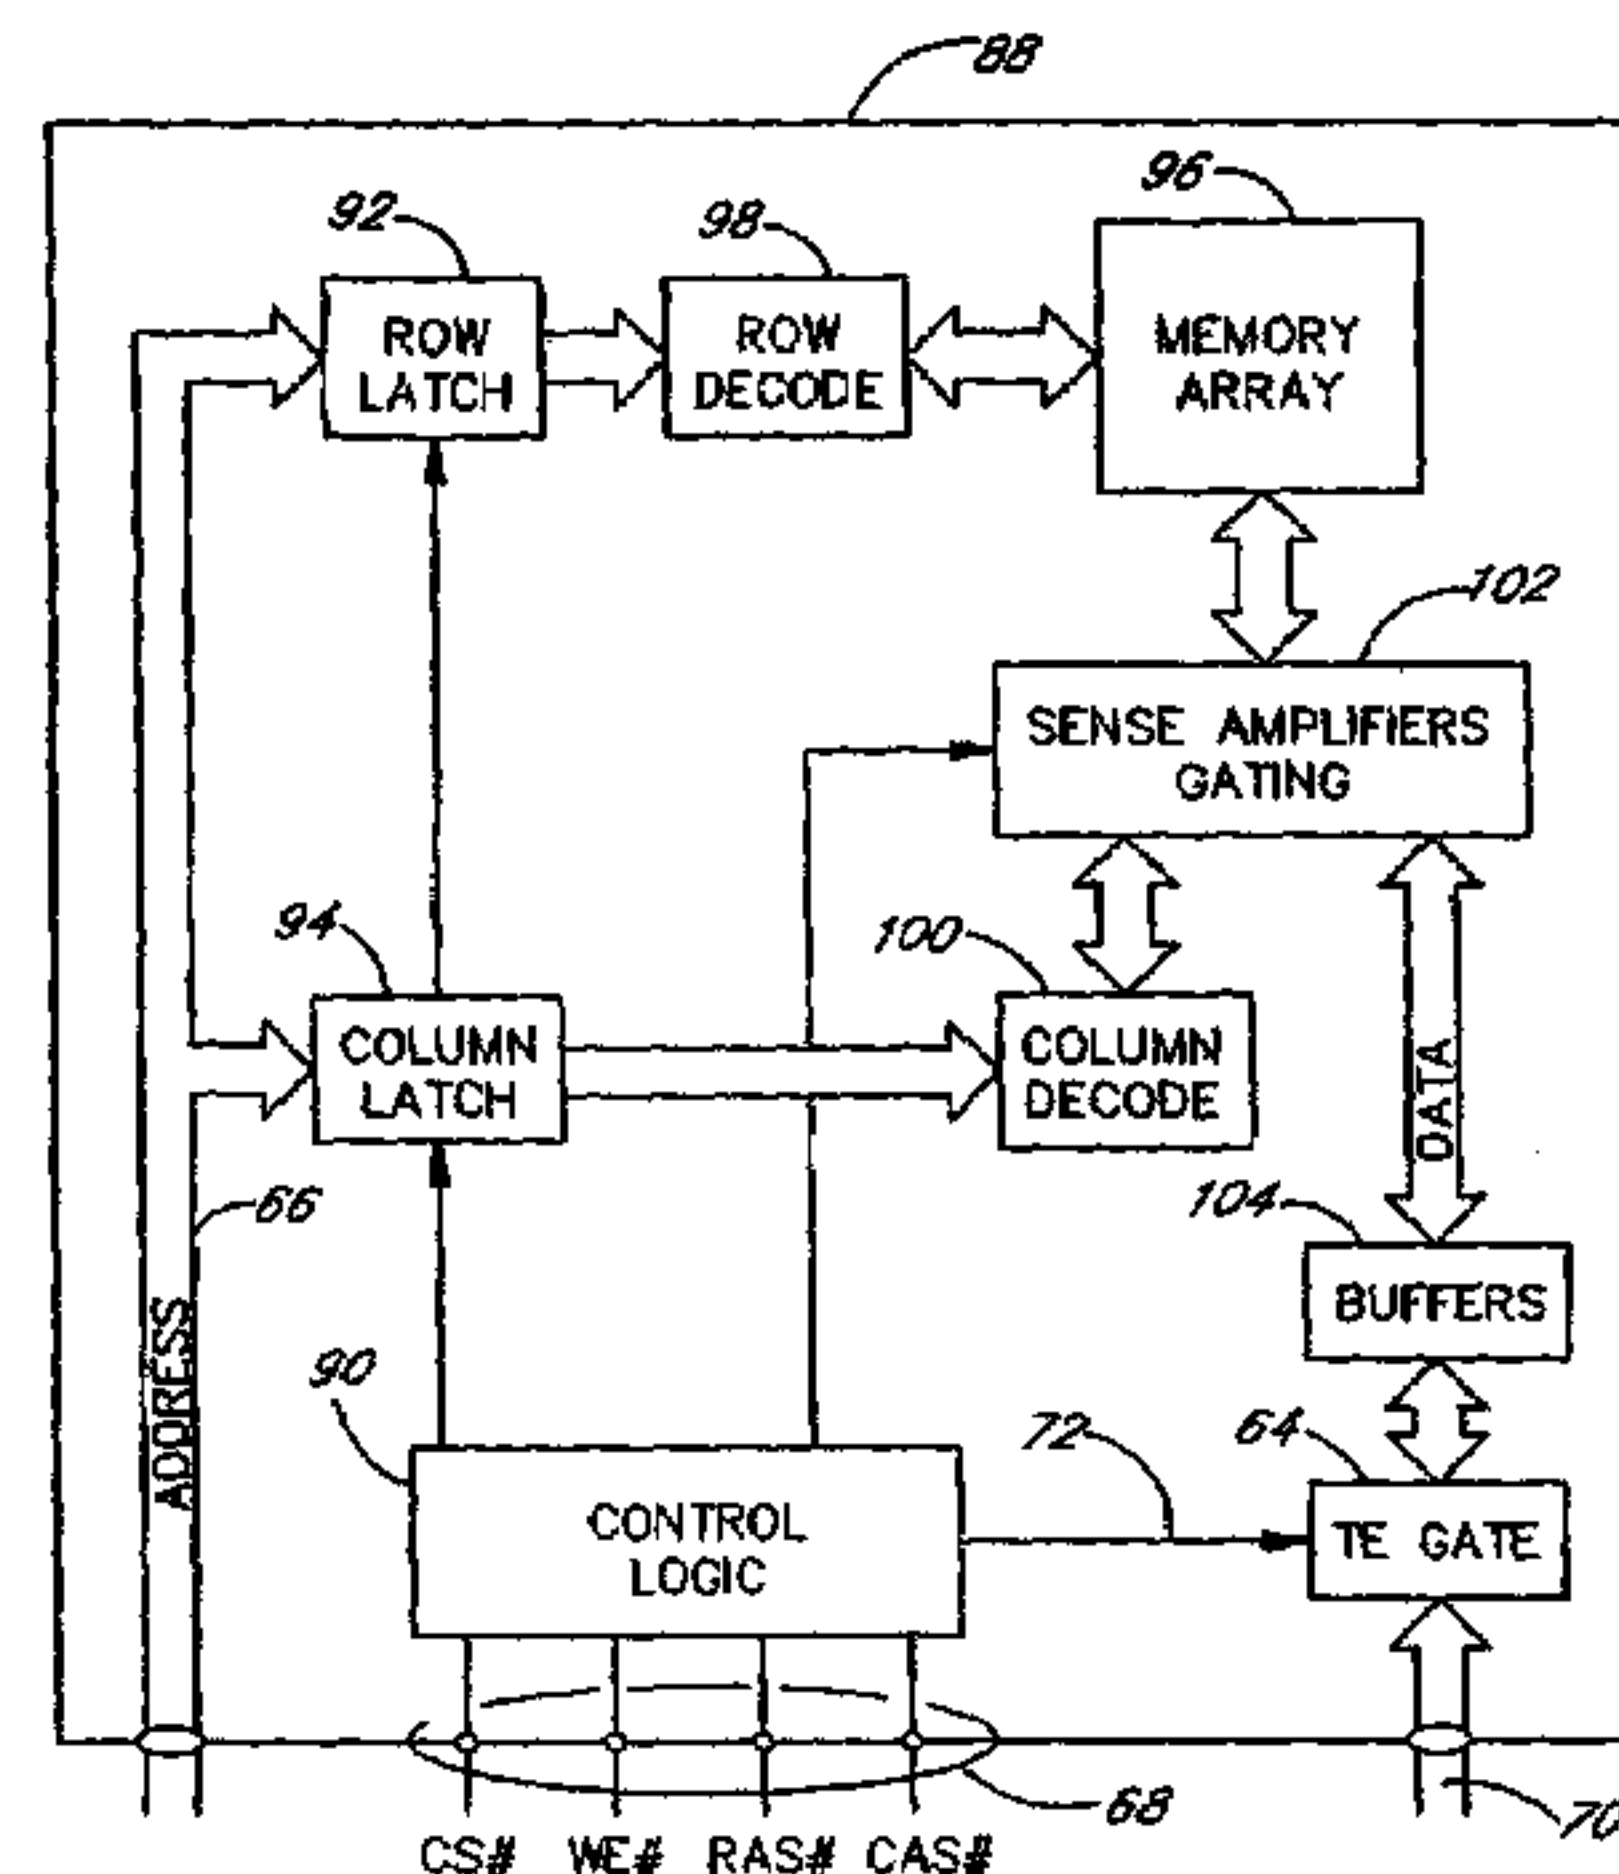 88
96
92
98
ROW
LATCH
ROW
DECODE
MEMORY
ARRAY
102
SENSE AMPLIFIERS
GATING
94
100
COLUMN
LATCH
COLUMN
DECODE
DATA
66
104
BUFFERS
ADDRESS
90
72
64
CONTROL
LOGIC
TE GATE
68
70
CS# WE# RAS# CAS#